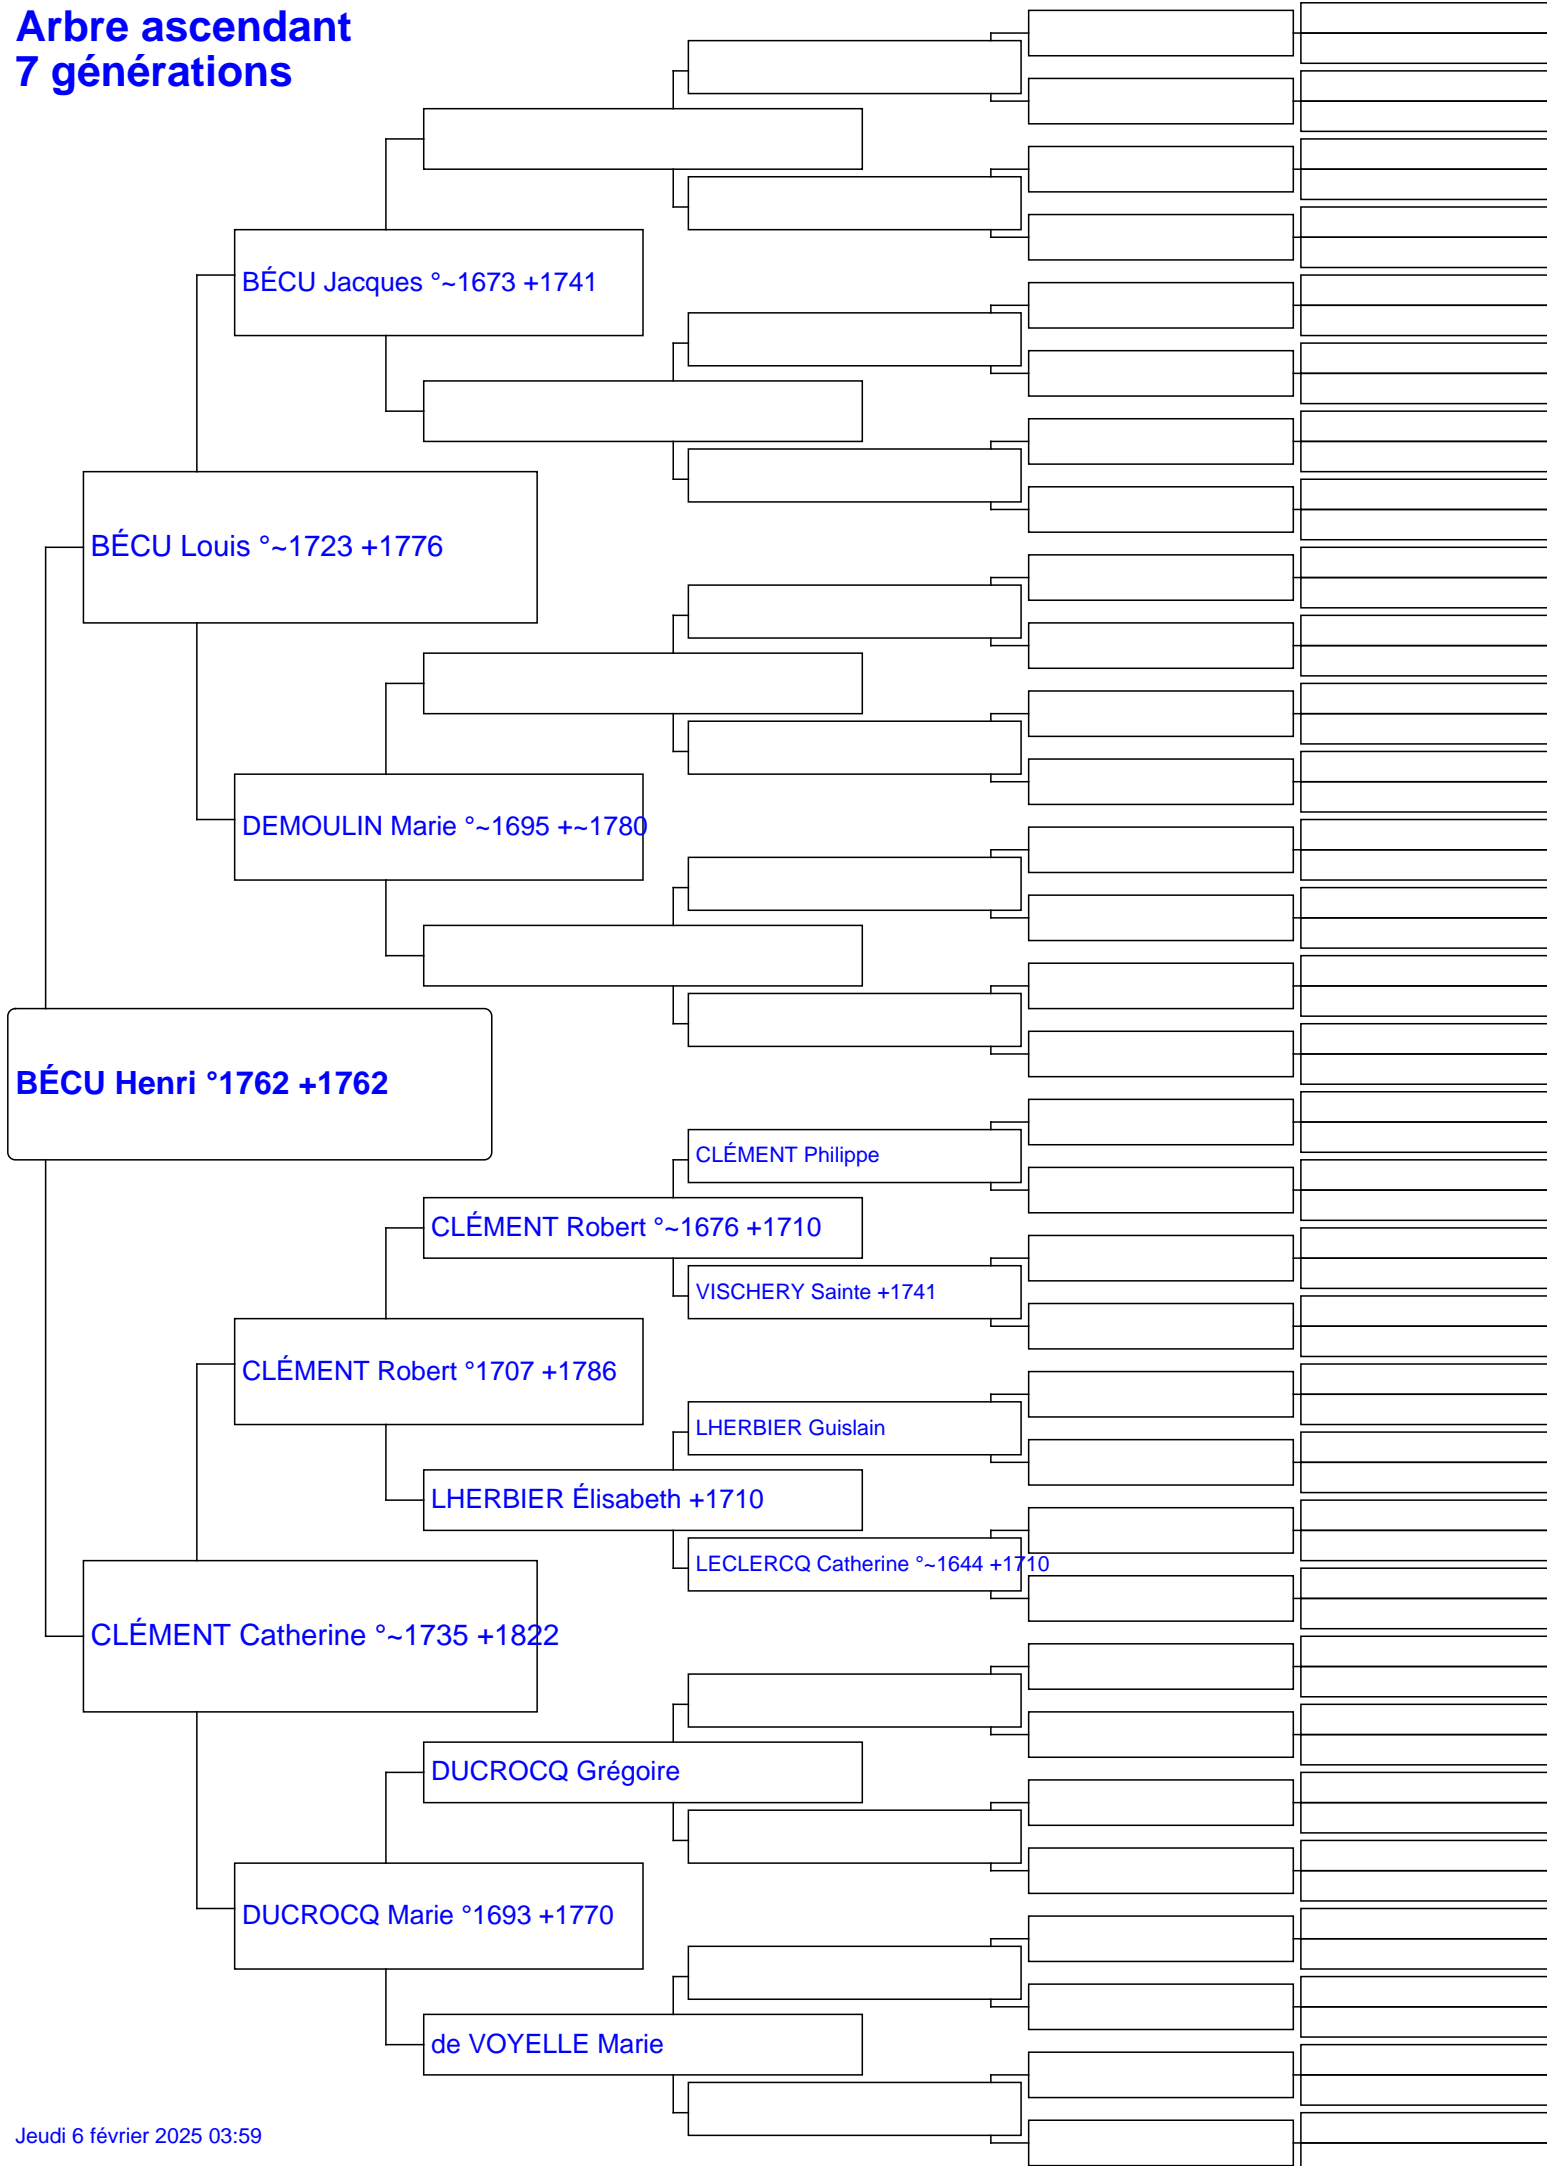 Arbre ascendant
7 générations
BÉCU Jacques °~1673 +1741
BÉCU Louis °~1723 +1776
DEMOULIN Marie °~1695 +~1780
BÉCU Henri °1762 +1762
CLÉMENT Philippe
CLÉMENT Robert °~1676 +1710
VISCHERY Sainte +1741
CLÉMENT Robert °1707 +1786
LHERBIER Guislain
LHERBIER Élisabeth +1710
LECLERCQ Catherine °~1644 +1710
CLÉMENT Catherine °~1735 +1822
DUCROCQ Grégoire
DUCROCQ Marie °1693 +1770
de VOYELLE Marie
Jeudi 6 février 2025 03:59